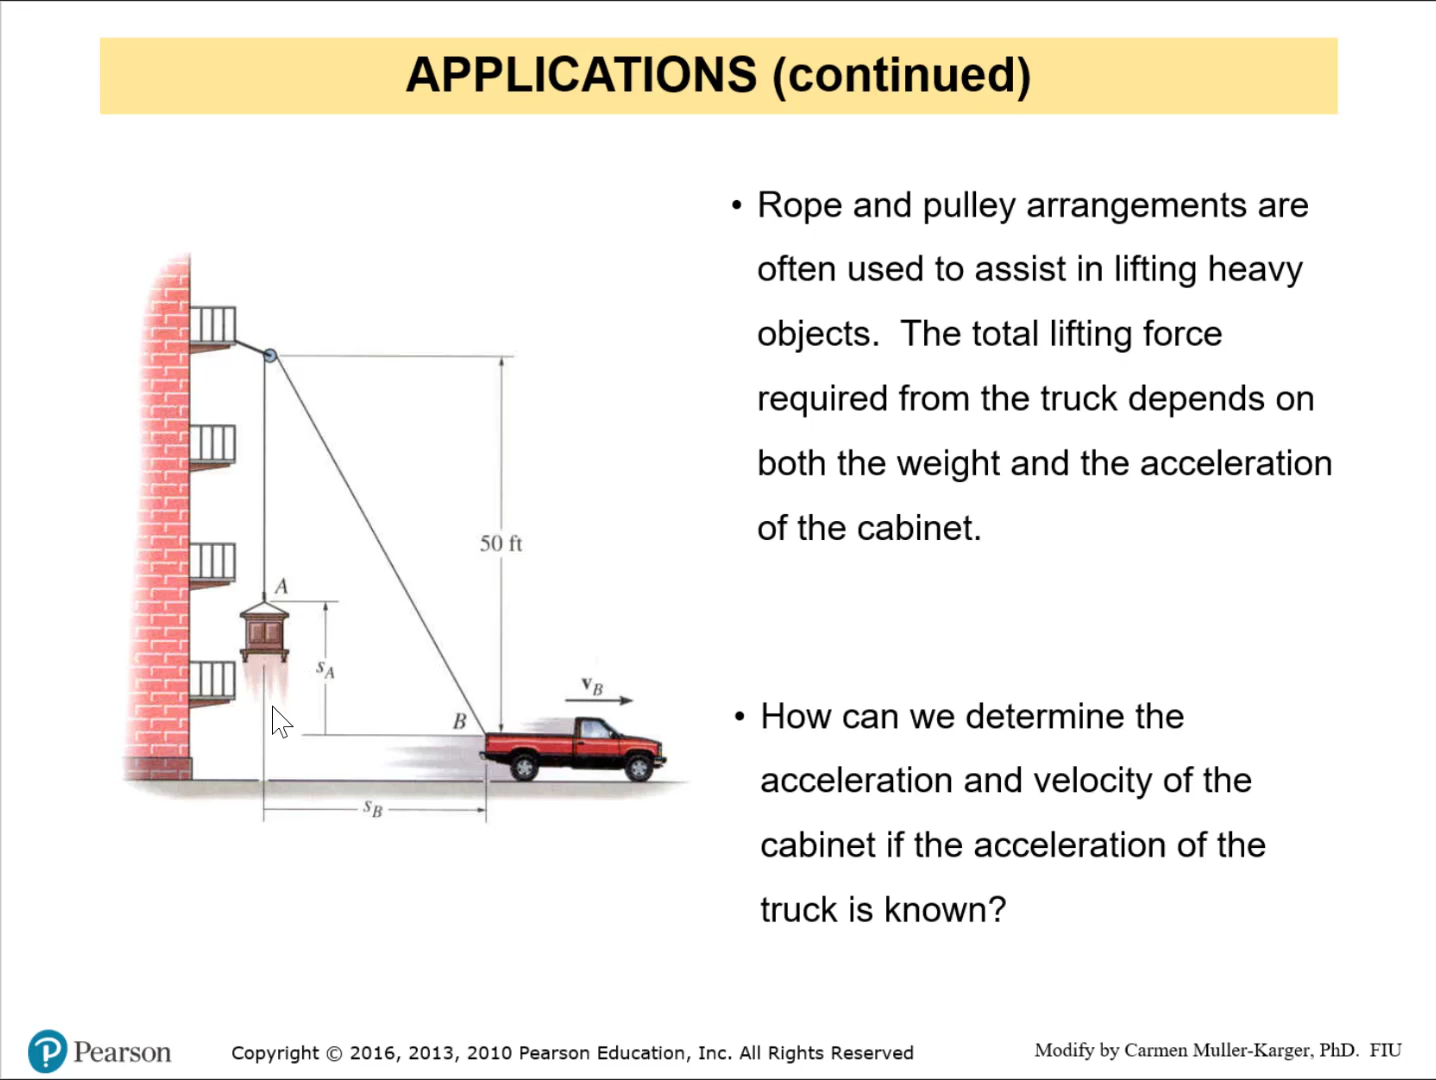 APPLICATIONS (continued)
• Rope and pulley arrangements are
often used to assist in lifting heavy
objects.  The total lifting force
required from the truck depends on
both the weight and the acceleration
of the cabinet.
50 ft
A
sA
B
vB
sB
• How can we determine the
acceleration and velocity of the
cabinet if the acceleration of the
truck is known?
P Pearson
Copyright © 2016, 2013, 2010 Pearson Education, Inc. All Rights Reserved
Modify by Carmen Muller-Karger, PhD.  FIU